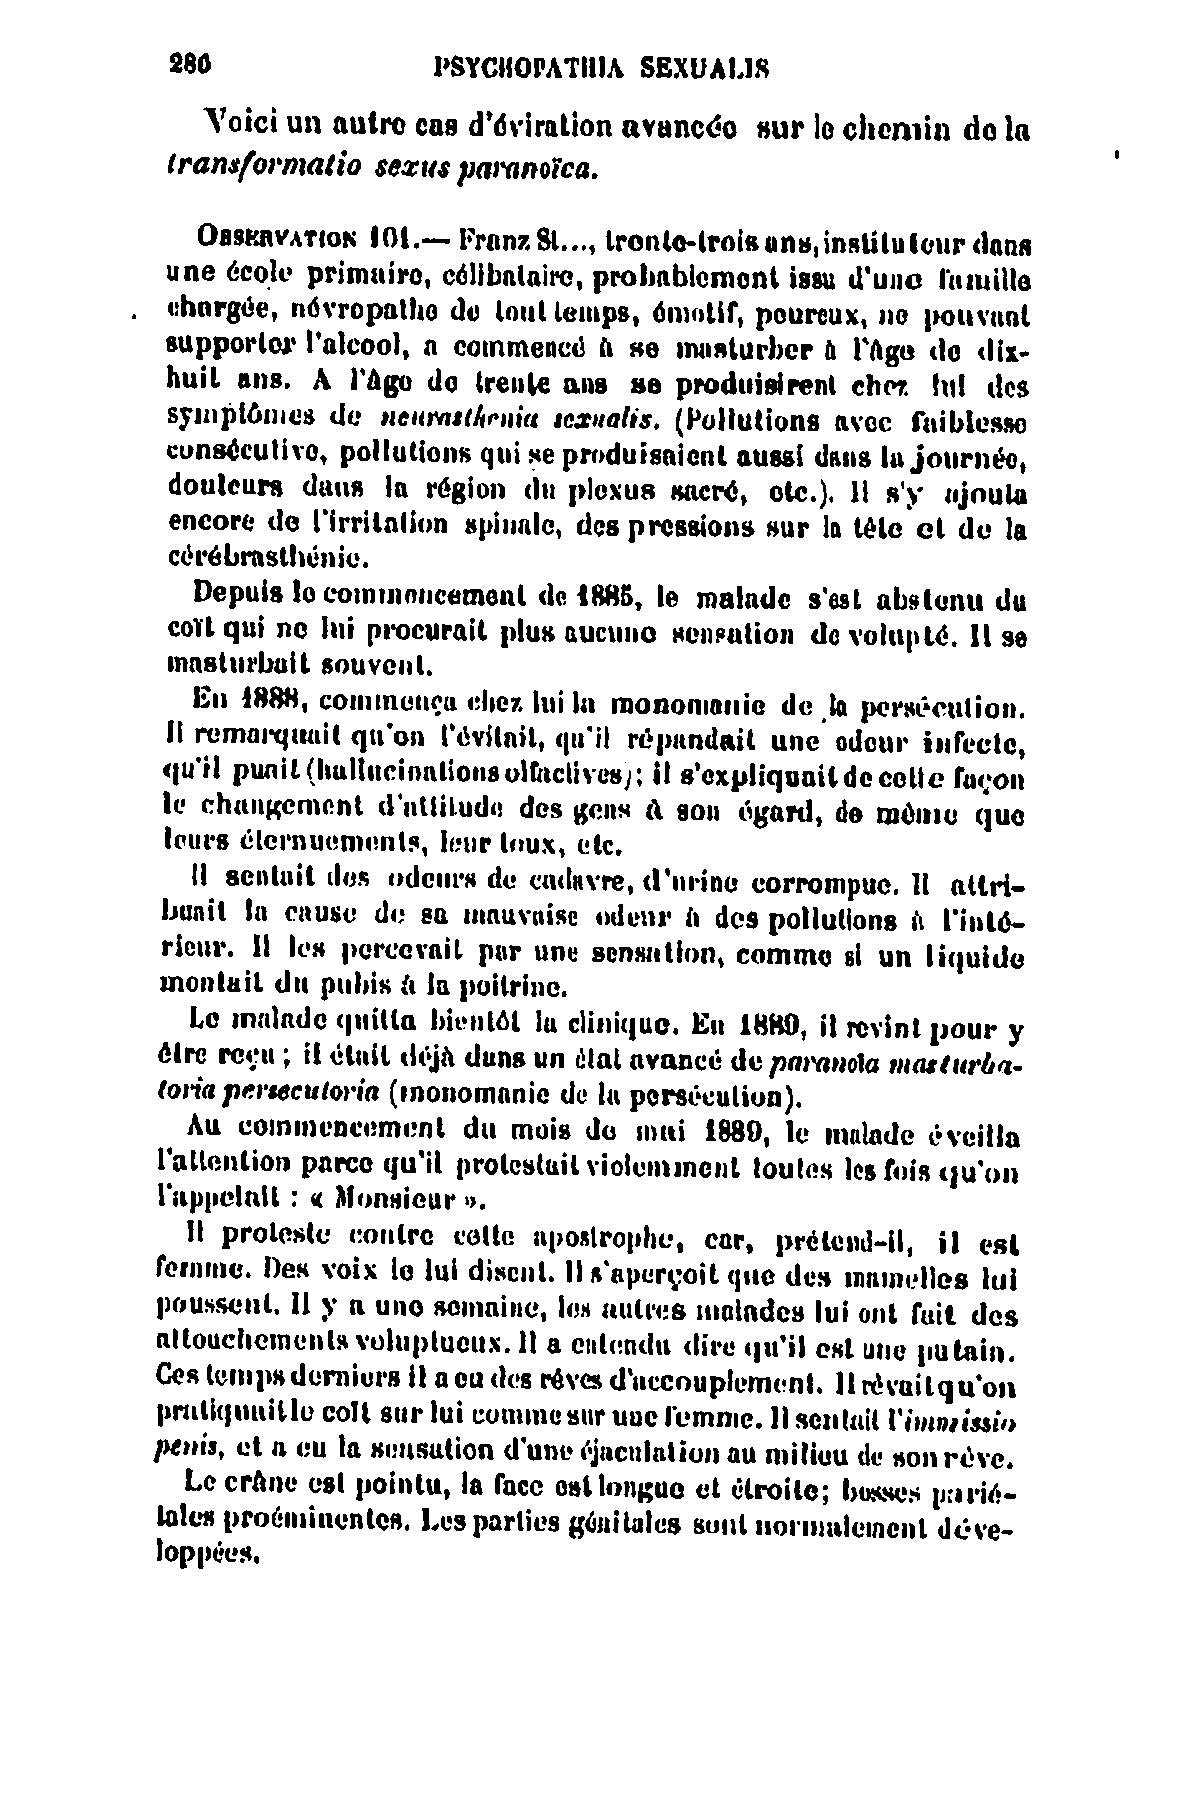 280 PSYCHOPATHIA SEXUALIS
Voici un autre cas d'éviration avancée sur le chemin de la
transformatio sexus paranoïca.
OBSERVATION 101.— Franz St..., trente-trois ans, instituteur dans
une école primaire, célibataire, probablement issu d'une famille
chargée, névropathe de tout temps, émotif, peureux, ne pouvant
supporter l'alcool, a commencé à se masturber à l'âge de dix-
huit ans. A l'âge de trente ans se produisirent chez lui des
symptômes de neurasthenia sexualis. (Pollutions avec faiblesse
consécutive, pollutions qui se produisaient aussi dans la journée,
douleurs dans la région du plexus sacré, etc.). Il s'y ajouta
encore de l'irritation spinale, des pressions sur la tête et de la
cérébrasthénie.
Depuis le commencement de 1885, le malade s'est abstenu du
coït qui ne lui procurait plus aucune sensation de volupté. Il se
masturbait souvent.
En 1888, commença chez lui la monomanie de la persécution.
Il remarquait qu'on l'évitait, qu'il répandait une odeur infecte,
qu'il puait (hallucinations olfactives); il s'expliquait de cette façon
le changement d'attitude des gens à son égard, de même que
leurs éternuements, leur toux, etc.
Il sentait des odeurs de cadavre, d'urine corrompue. Il attri-
buait la cause de sa mauvaise odeur à des pollutions à l'inté-
rieur. Il les percevait par une sensation, comme si un liquide
montait du pubis à la poitrine.
Le malade quitta bientôt la clinique. En 1889, il revint pour y
être reçu ; il était déjà dans un état avancé de paranoia masturba-
toria persecutoria (monomanie de la persécution).
Au commencement du mois de mai 1889, le malade éveilla
l'attention parce qu'il protestait violemment toutes les fois qu'on
l'appelait : « Monsieur ».
Il proteste contre cette apostrophe, car, prétend-il, il est
femme. Des voix le lui disent. Il s'aperçoit que des mamelles lui
poussent. Il y a une semaine, les autres malades lui ont fait des
attouchements voluptueux. Il a entendu dire qu'il est une putain.
Ces temps derniers il a eu des rêves d'accouplement. Il rêvait qu'on
pratiquait le coït sur lui comme sur une femme. Il sentait l'immissio
penis, et a eu la sensation d'une éjaculation au milieu de son rêve.
Le crâne est pointu, la face est longue et étroite; bosses parié-
tales proéminentes. Les parties génitales sont normalement déve-
loppées.